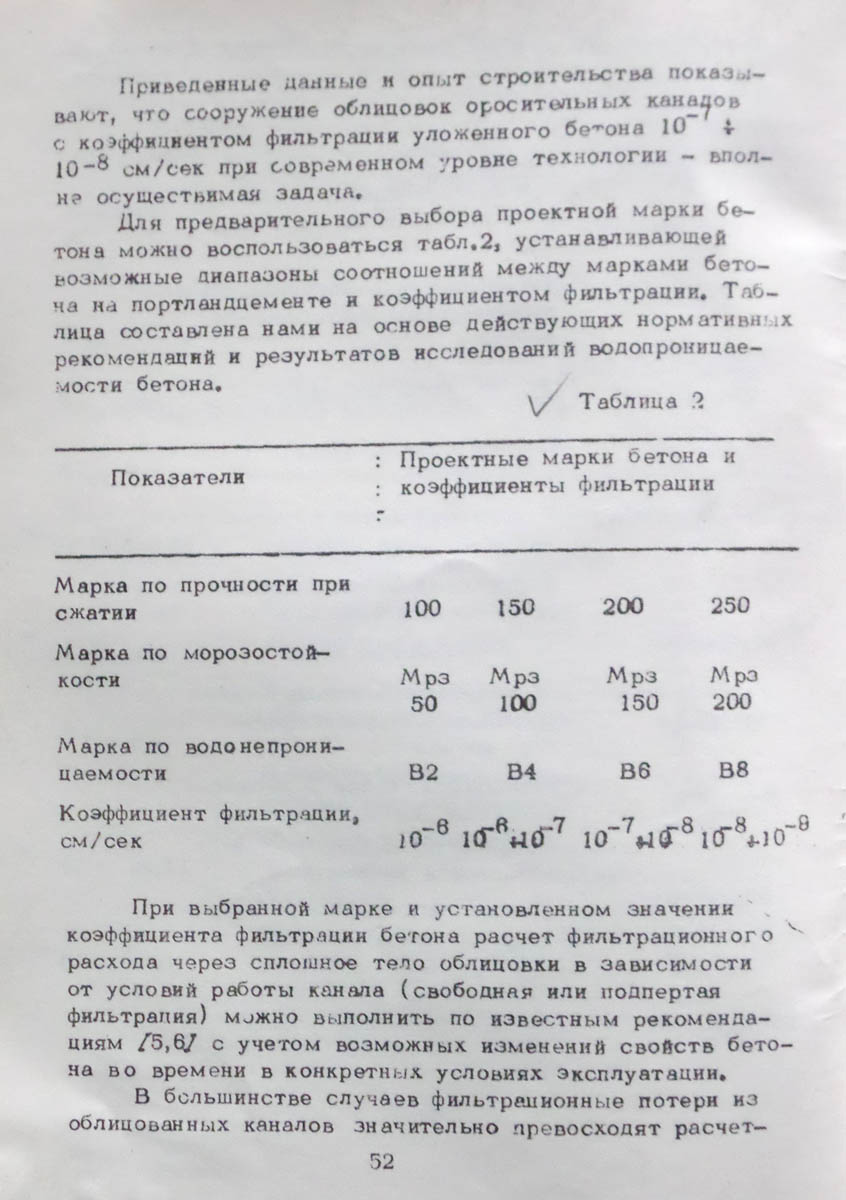 Приведенные данные и опыт строительства показы-
вают, что сооружение облицовок оросительных каналов
с коэффициентом фильтрации уложенного бетона 10⁻⁷ ÷
10⁻⁸ см/сек при современном уровне технологии - впол-
не осуществимая задача.
Для предварительного выбора проектной марки бе-
тона можно воспользоваться табл.2, устанавливающей
возможные диапазоны соотношений между марками бето-
на на портландцементе и коэффициентом фильтрации. Таб-
лица составлена нами на основе действующих нормативных
рекомендаций и результатов исследований водопроницае-
мости бетона.
Таблица 2
Показатели : Проектные марки бетона и
: коэффициенты фильтрации
:
Марка по прочности при
сжатии 100 150 200 250
Марка по морозостой-
кости Мрз Мрз Мрз Мрз
50 100 150 200
Марка по водонепрони-
цаемости В2 В4 В6 В8
Коэффициент фильтрации,
см/сек 10⁻⁶ 10⁻⁶÷10⁻⁷ 10⁻⁷÷10⁻⁸ 10⁻⁸÷10⁻⁹
При выбранной марке и установленном значении
коэффициента фильтрации бетона расчет фильтрационного
расхода через сплошное тело облицовки в зависимости
от условий работы канала (свободная или подпертая
фильтрация) можно выполнить по известным рекоменда-
циям /5,6/ с учетом возможных изменений свойств бето-
на во времени в конкретных условиях эксплуатации.
В большинстве случаев фильтрационные потери из
облицованных каналов значительно превосходят расчет-
52